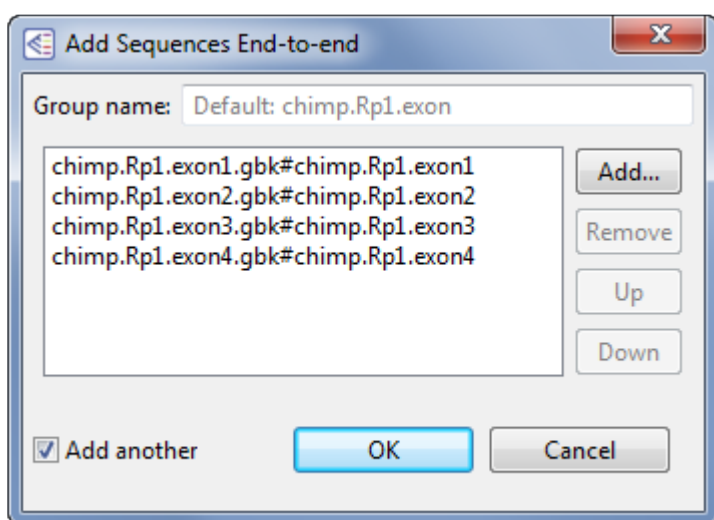 Add Sequences End-to-end
x
Group name: Default: chimp.Rp1.exon
chimp.Rp1.exon1.gbk#chimp.Rp1.exon1
chimp.Rp1.exon2.gbk#chimp.Rp1.exon2
chimp.Rp1.exon3.gbk#chimp.Rp1.exon3
chimp.Rp1.exon4.gbk#chimp.Rp1.exon4
Add...
Remove
Up
Down
Add another
OK
Cancel